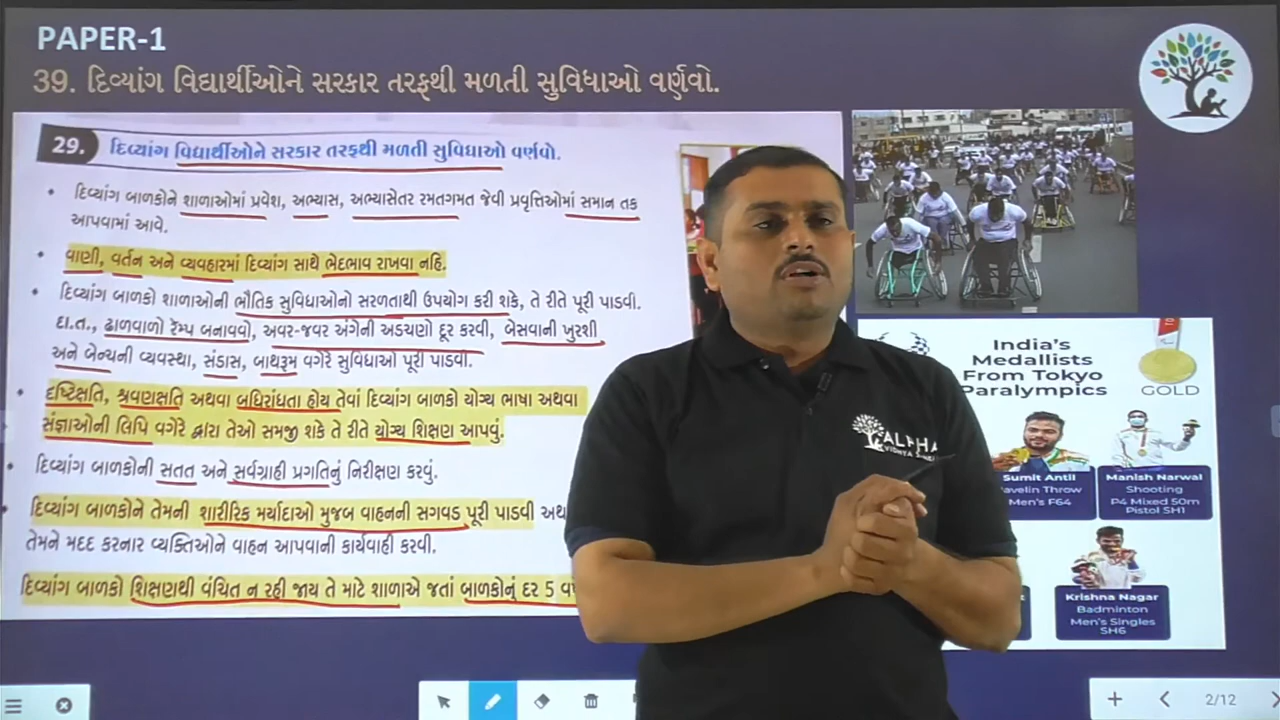 PAPER-1
39. દિવ્યાંગ વિદ્યાર્થીઓને સરકાર તરફથી મળતી સુવિધાઓ વર્ણવો.
29. દિવ્યાંગ વિદ્યાર્થીઓને સરકાર તરફથી મળતી સુવિધાઓ વર્ણવો.
• દિવ્યાંગ બાળકોને શાળાઓમાં પ્રવેશ, અભ્યાસ, અભ્યાસેતર રમતગમત જેવી પ્રવૃત્તિઓમાં સમાન તક
આપવામાં આવે.
• વાણી, વર્તન અને વ્યવહારમાં દિવ્યાંગ સાથે ભેદભાવ રાખવા નહિ.
• દિવ્યાંગ બાળકો શાળાઓની ભૌતિક સુવિધાઓનો સરળતાથી ઉપયોગ કરી શકે, તે રીતે પૂરી પાડવી.
દા.ત., ઢાળવાળો રેમ્પ બનાવવો, અવર-જવર અંગેની અડચણો દૂર કરવી, બેસવાની ખુરશી
અને બેન્ચની વ્યવસ્થા, સંડાસ, બાથરૂમ વગેરે સુવિધાઓ પૂરી પાડવી.
• દષ્ટિક્ષતિ, શ્રવણક્ષતિ અથવા બધિરાંધતા હોય તેવાં દિવ્યાંગ બાળકો યોગ્ય ભાષા અથવા
સંજ્ઞાઓની લિપિ વગેરે દ્વારા તેઓ સમજી શકે તે રીતે યોગ્ય શિક્ષણ આપવું.
• દિવ્યાંગ બાળકોની સતત અને સર્વગ્રાહી પ્રગતિનું નિરીક્ષણ કરવું.
• દિવ્યાંગ બાળકોને તેમની શારીરિક મર્યાદાઓ મુજબ વાહનની સગવડ પૂરી પાડવી
તેમને મદદ કરનાર વ્યક્તિઓને વાહન આપવાની કાર્યવાહી કરવી.
દિવ્યાંગ બાળકો શિક્ષણથી વંચિત ન રહી જાય તે માટે શાળાએ જતાં બાળકોનું દર 5
India's
Medallists
From Tokyo
Paralympics
GOLD
Sumit Antil
Javelin Throw
Men's F64
Manish Narwal
Shooting
P4 Mixed 50m
Pistol SH1
Krishna Nagar
Badminton
Men's Singles
SH6
ALPHA
2/12